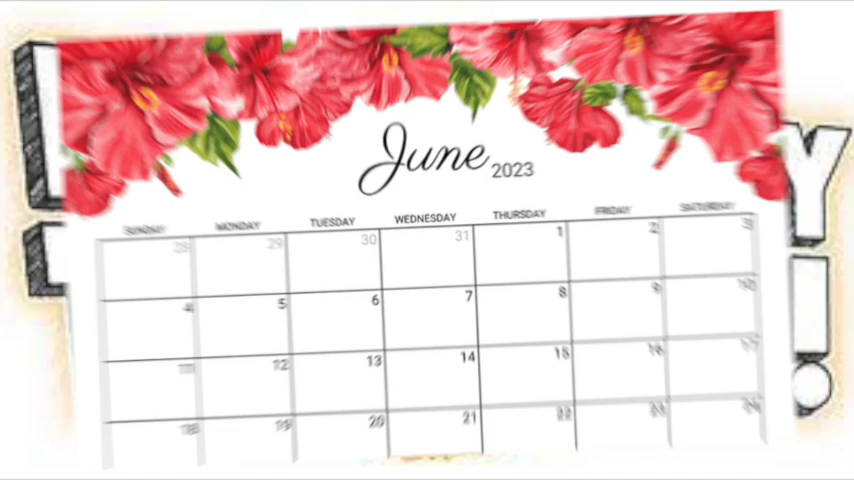 June 2023
SUNDAY MONDAY TUESDAY WEDNESDAY THURSDAY FRIDAY SATURDAY
28 29 30 31 1 2 3
4 5 6 7 8 9 10
11 12 13 14 15 16 17
18 19 20 21 22 23 24
Y
!